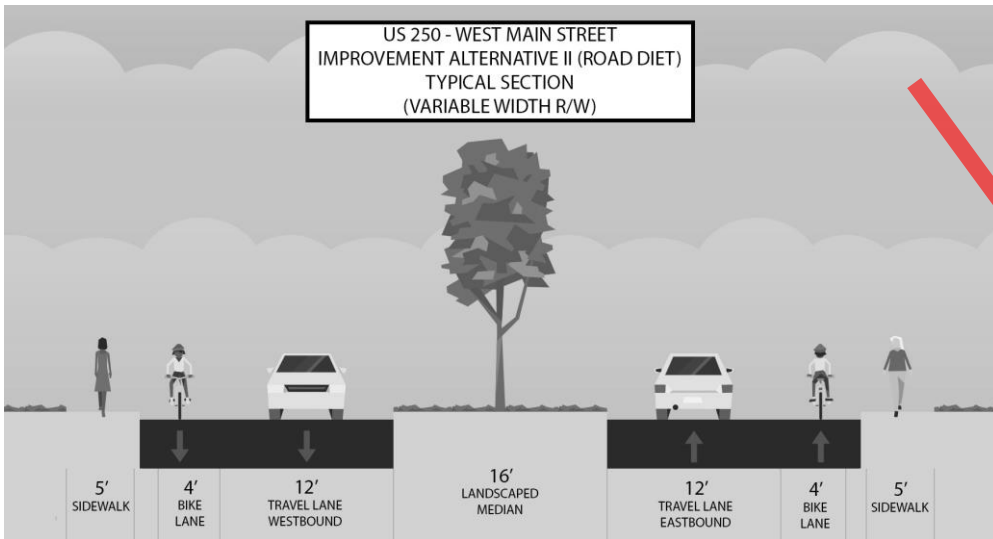 US 250 - WEST MAIN STREET
IMPROVEMENT ALTERNATIVE II (ROAD DIET)
TYPICAL SECTION
(VARIABLE WIDTH R/W)
5’
SIDEWALK
4’
BIKE
LANE
12’
TRAVEL LANE
WESTBOUND
16’
LANDSCAPED
MEDIAN
12’
TRAVEL LANE
EASTBOUND
4’
BIKE
LANE
5’
SIDEWALK